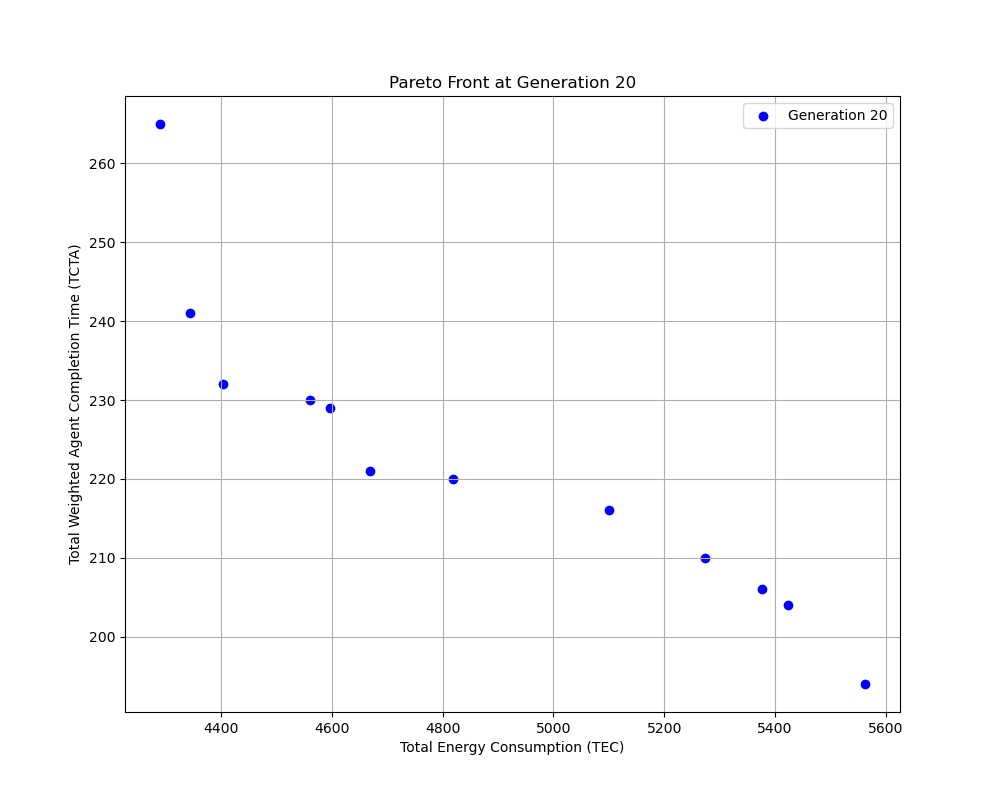 Pareto Front at Generation 20
Generation 20
260
250
240
230
220
210
200
Total Weighted Agent Completion Time (TCTA)
4400 4600 4800 5000 5200 5400 5600
Total Energy Consumption (TEC)